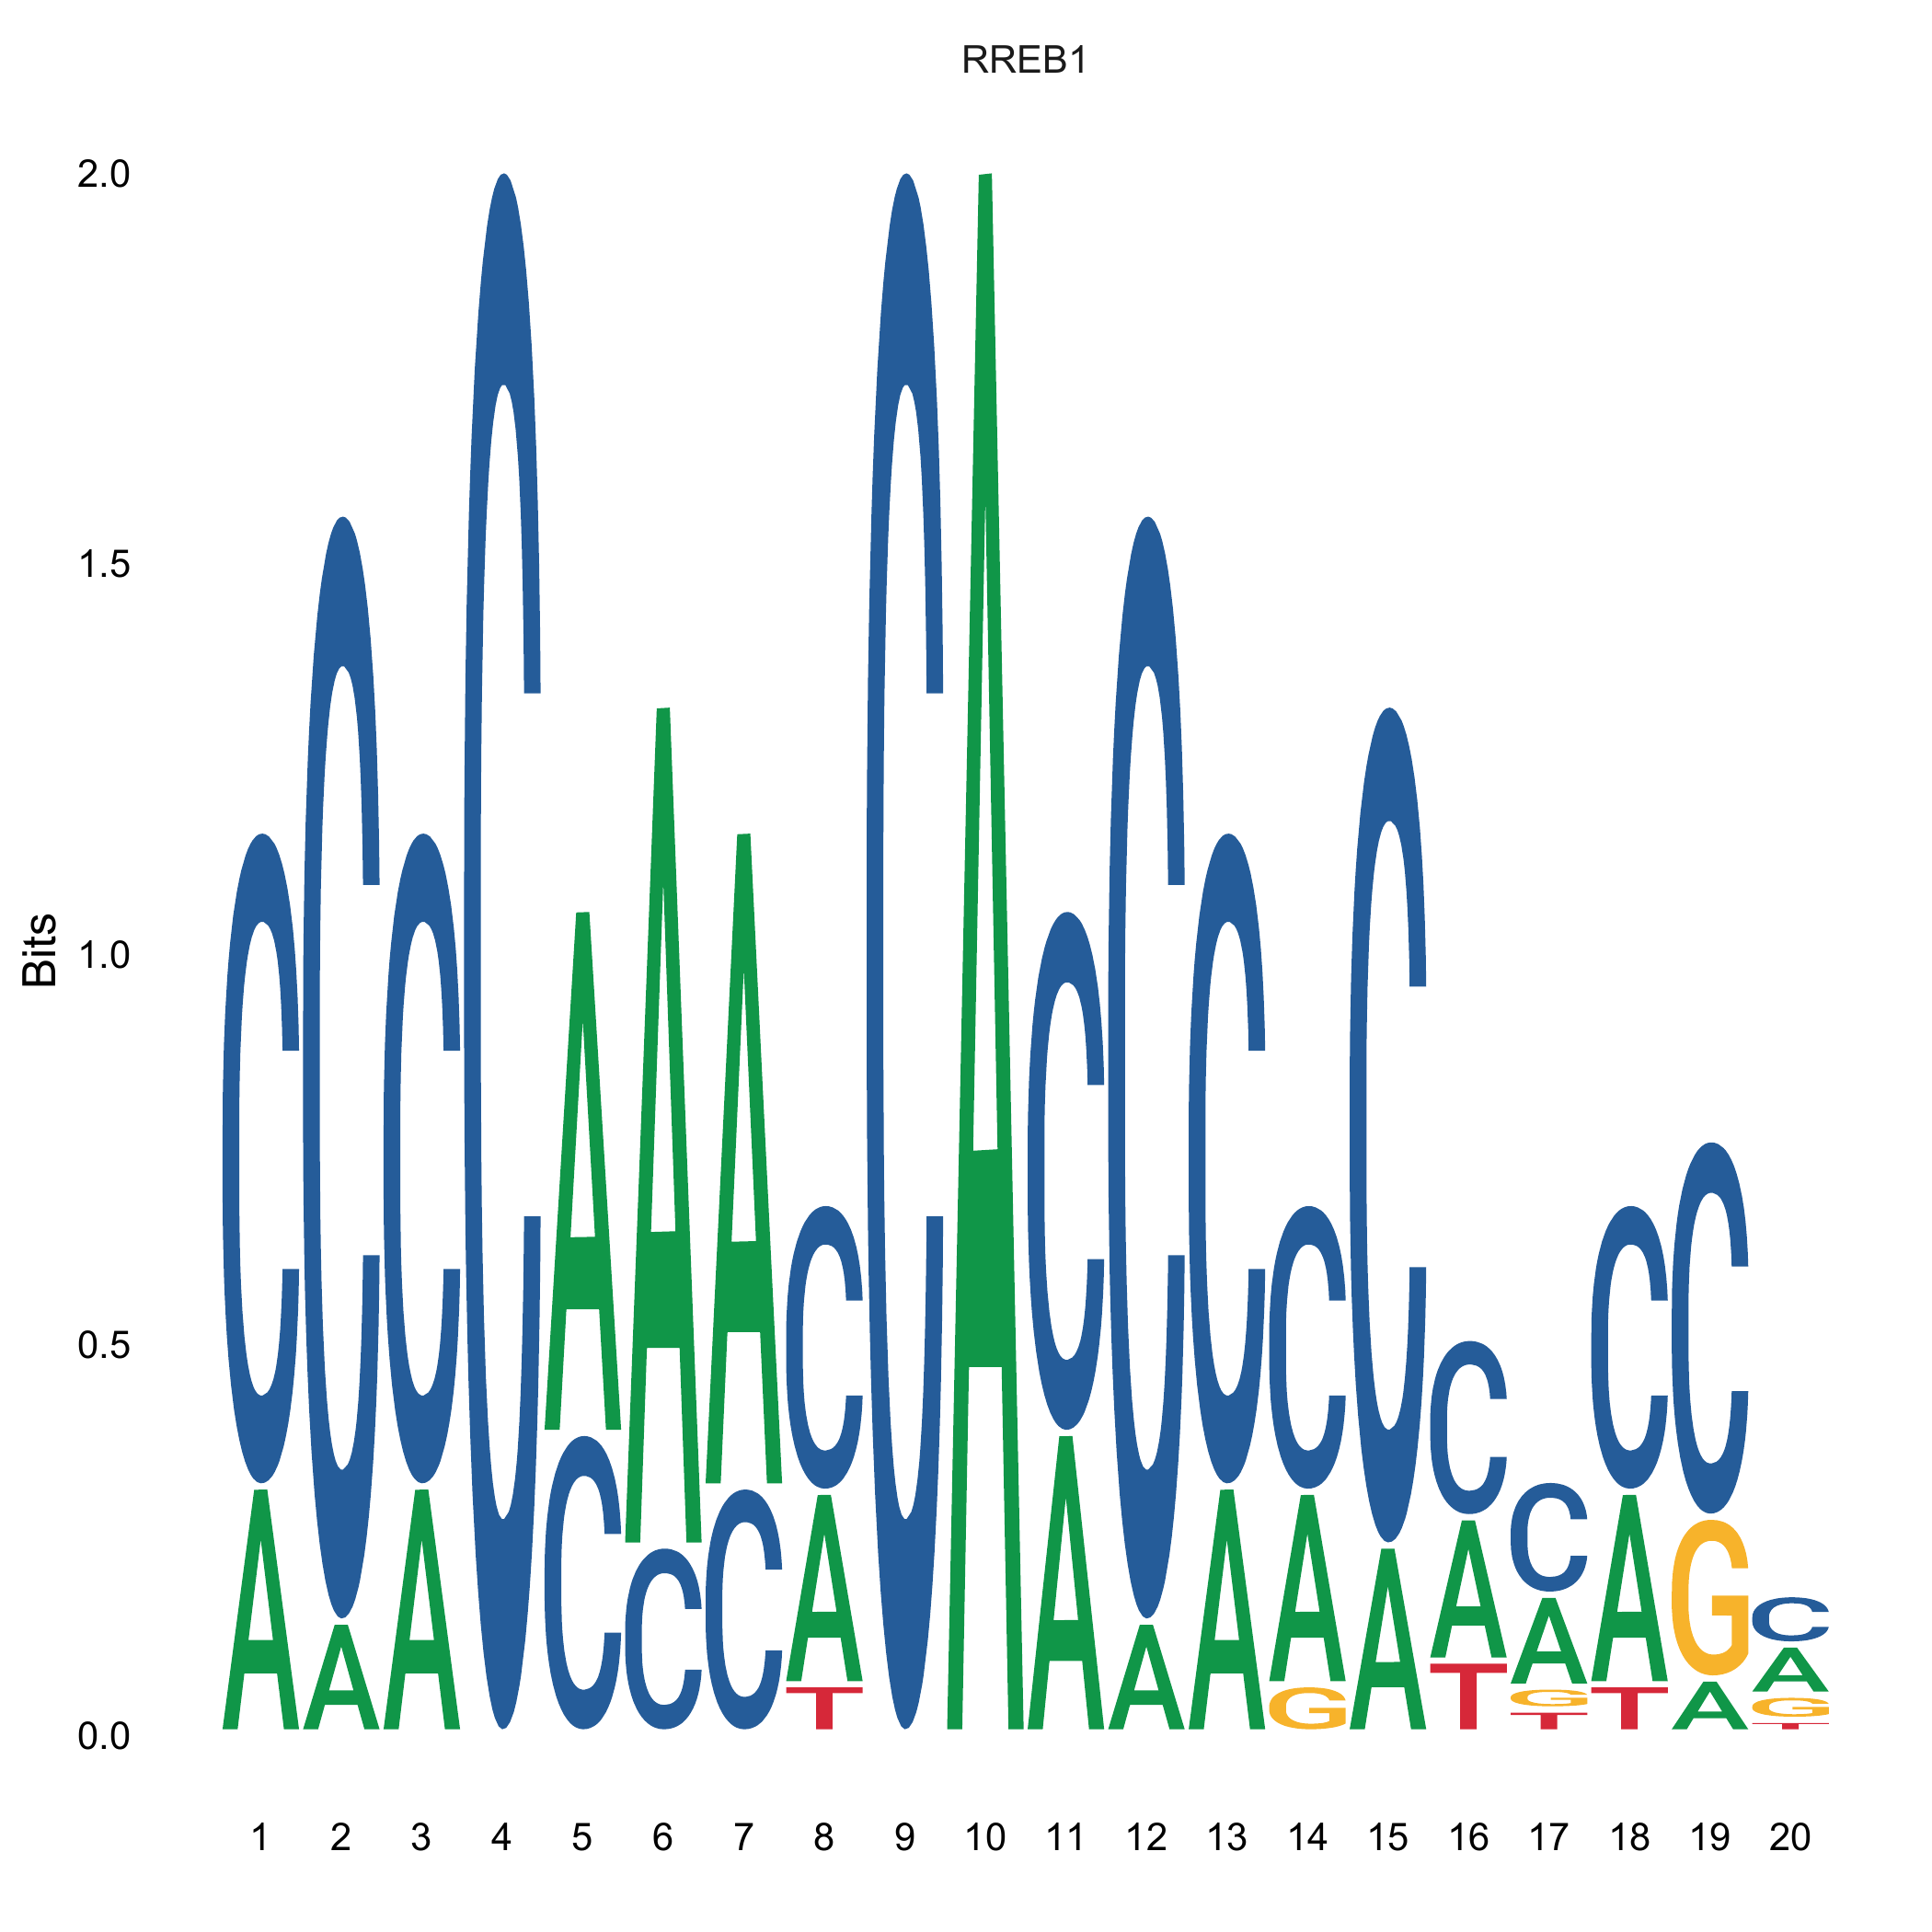 RREB1
2.0
1.5
1.0
0.5
0.0
Bits
C C C C A A A C C A C C C C C C C C C C
A A A C C C A A A A A A A A A G A
T G T G T A G
T T
1 2 3 4 5 6 7 8 9 10 11 12 13 14 15 16 17 18 19 20